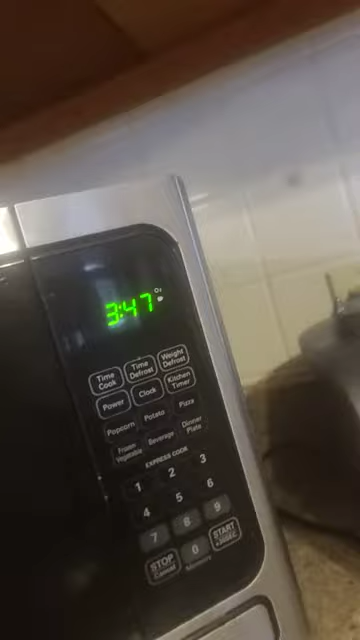 3:47
Time Cook Time Defrost Weight Defrost
Power Clock Kitchen Timer
Popcorn Potato Pizza
Frozen Vegetable Beverage Dinner Plate
EXPRESS COOK
1 2 3
4 5 6
7 8 9
STOP Cancel 0 Memory START +30SEC